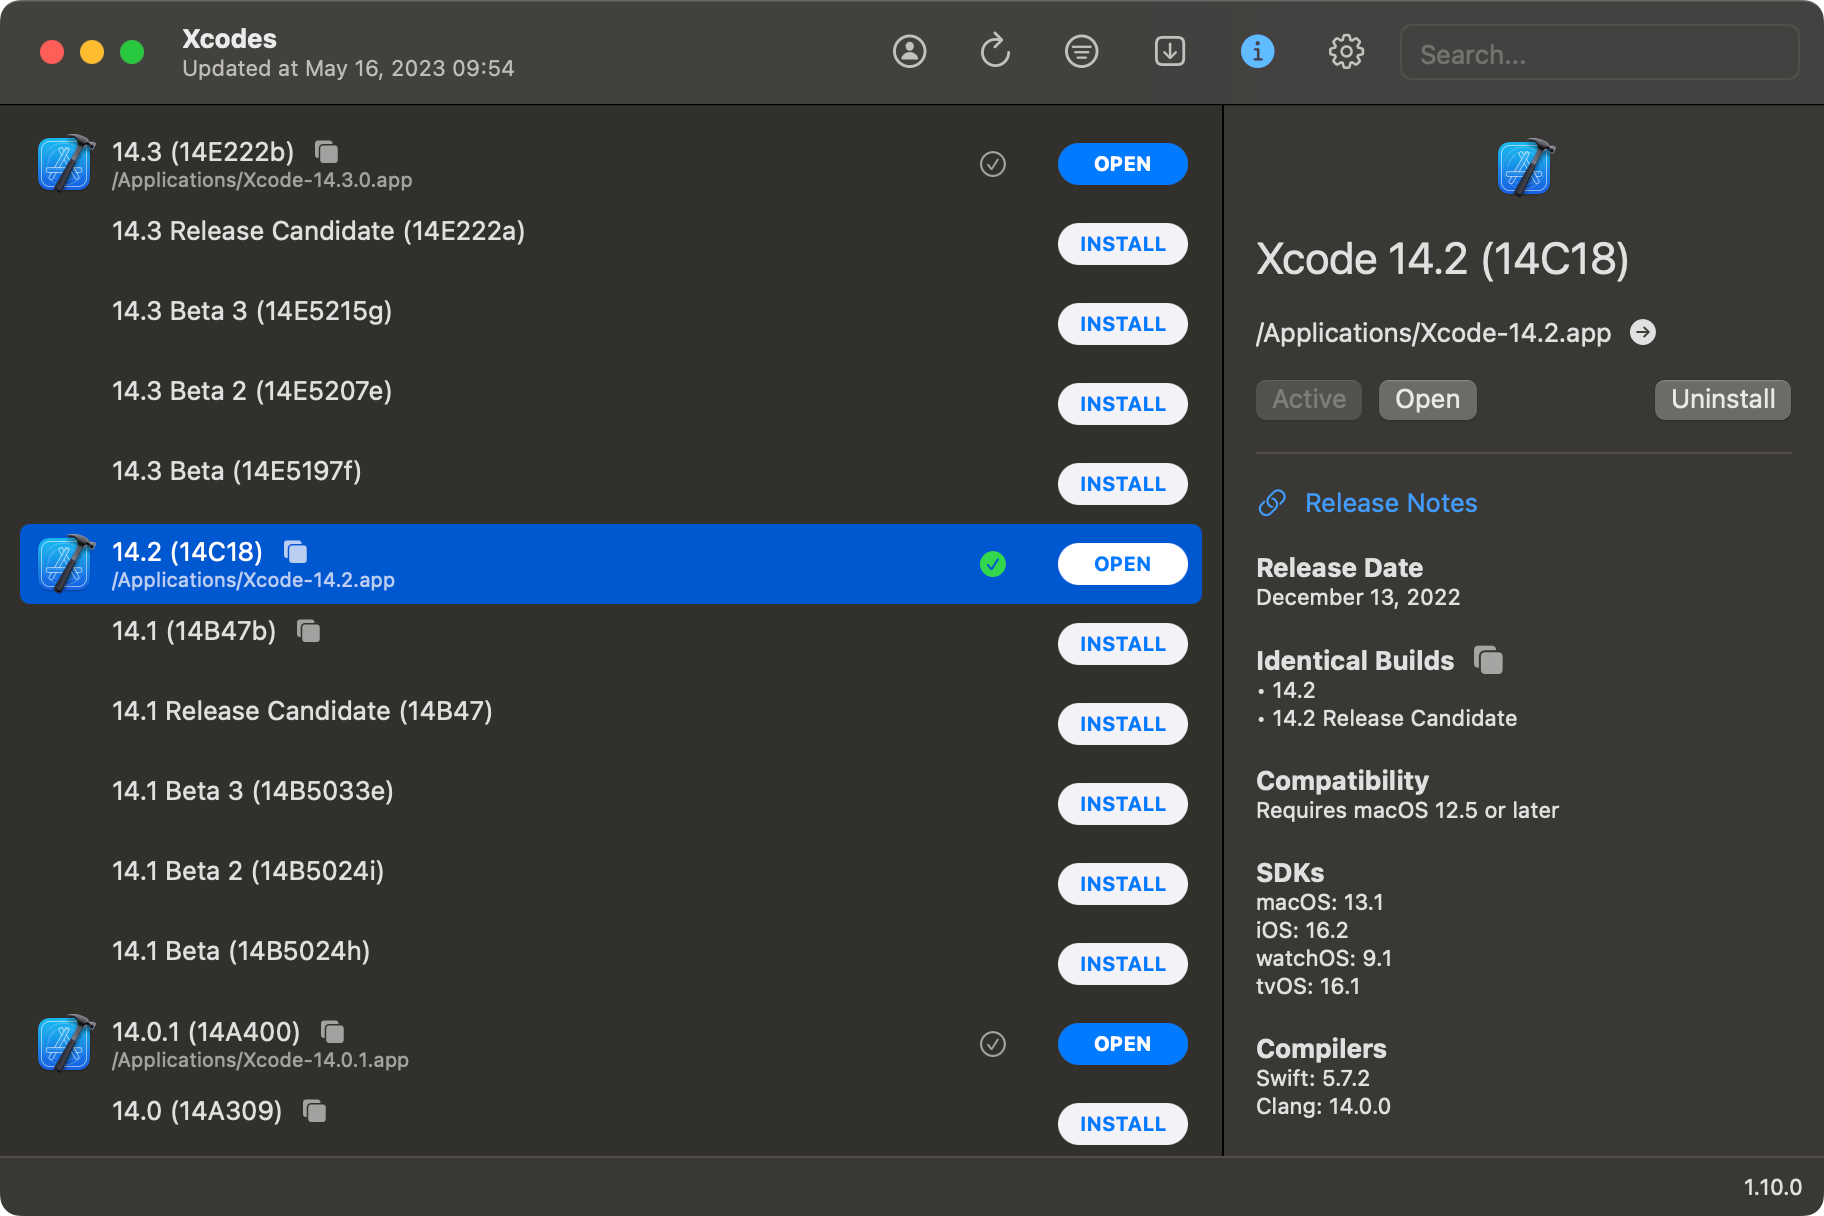 Xcodes
Updated at May 16, 2023 09:54
Search...
14.3 (14E222b)
/Applications/Xcode-14.3.0.app
OPEN
14.3 Release Candidate (14E222a)
INSTALL
14.3 Beta 3 (14E5215g)
INSTALL
14.3 Beta 2 (14E5207e)
INSTALL
14.3 Beta (14E5197f)
INSTALL
14.2 (14C18)
/Applications/Xcode-14.2.app
OPEN
14.1 (14B47b)
INSTALL
14.1 Release Candidate (14B47)
INSTALL
14.1 Beta 3 (14B5033e)
INSTALL
14.1 Beta 2 (14B5024i)
INSTALL
14.1 Beta (14B5024h)
INSTALL
14.0.1 (14A400)
/Applications/Xcode-14.0.1.app
OPEN
14.0 (14A309)
INSTALL
Xcode 14.2 (14C18)
/Applications/Xcode-14.2.app
Active
Open
Uninstall
Release Notes
Release Date
December 13, 2022
Identical Builds
• 14.2
• 14.2 Release Candidate
Compatibility
Requires macOS 12.5 or later
SDKs
macOS: 13.1
iOS: 16.2
watchOS: 9.1
tvOS: 16.1
Compilers
Swift: 5.7.2
Clang: 14.0.0
1.10.0